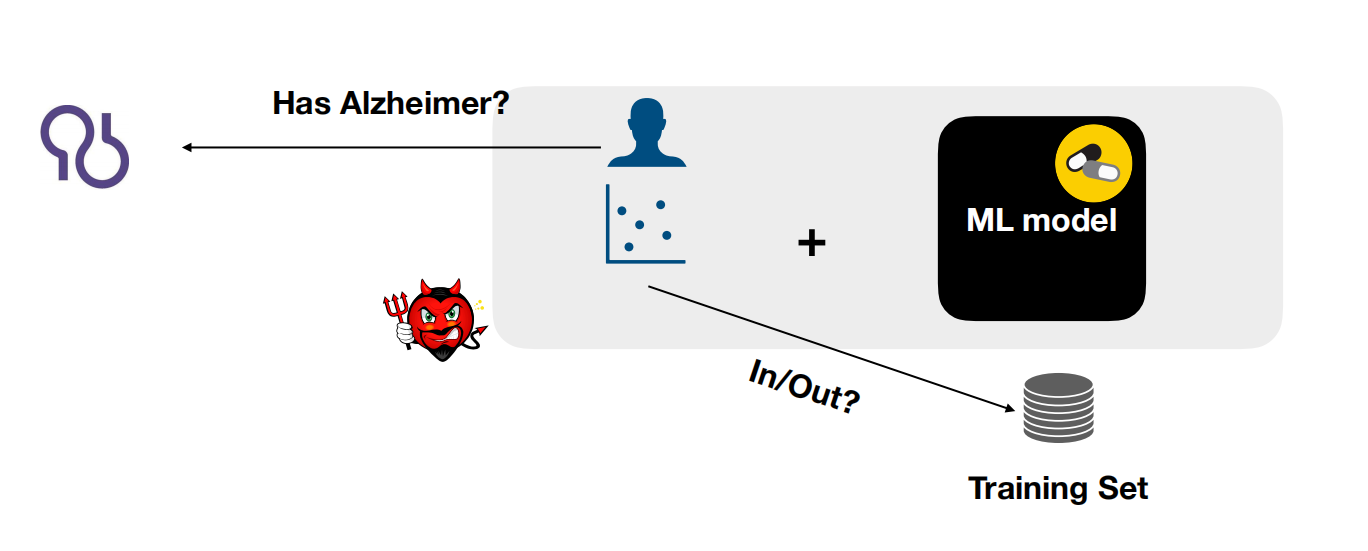 Has Alzheimer?
ML model
+
In/Out?
Training Set